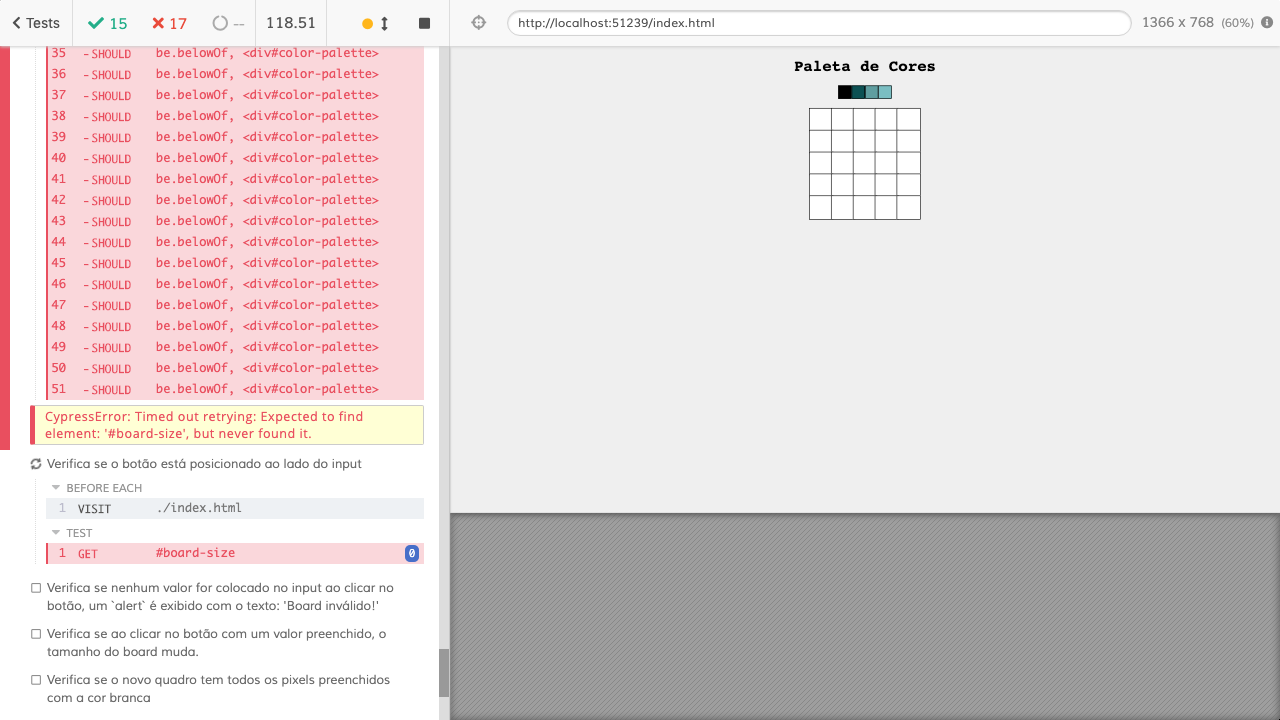 Tests 15 17 -- 118.51
http://localhost:51239/index.html 1366 x 768 (60%)
35 -SHOULD be.belowOf, <div#color-palette>
36 -SHOULD be.belowOf, <div#color-palette>
37 -SHOULD be.belowOf, <div#color-palette>
38 -SHOULD be.belowOf, <div#color-palette>
39 -SHOULD be.belowOf, <div#color-palette>
40 -SHOULD be.belowOf, <div#color-palette>
41 -SHOULD be.belowOf, <div#color-palette>
42 -SHOULD be.belowOf, <div#color-palette>
43 -SHOULD be.belowOf, <div#color-palette>
44 -SHOULD be.belowOf, <div#color-palette>
45 -SHOULD be.belowOf, <div#color-palette>
46 -SHOULD be.belowOf, <div#color-palette>
47 -SHOULD be.belowOf, <div#color-palette>
48 -SHOULD be.belowOf, <div#color-palette>
49 -SHOULD be.belowOf, <div#color-palette>
50 -SHOULD be.belowOf, <div#color-palette>
51 -SHOULD be.belowOf, <div#color-palette>
CypressError: Timed out retrying: Expected to find
element: '#board-size', but never found it.
Verifica se o botão está posicionado ao lado do input
BEFORE EACH
1 VISIT ./index.html
TEST
1 GET #board-size 0
Verifica se nenhum valor for colocado no input ao clicar no
botão, um `alert` é exibido com o texto: 'Board inválido!'
Verifica se ao clicar no botão com um valor preenchido, o
tamanho do board muda.
Verifica se o novo quadro tem todos os pixels preenchidos
com a cor branca
Paleta de Cores